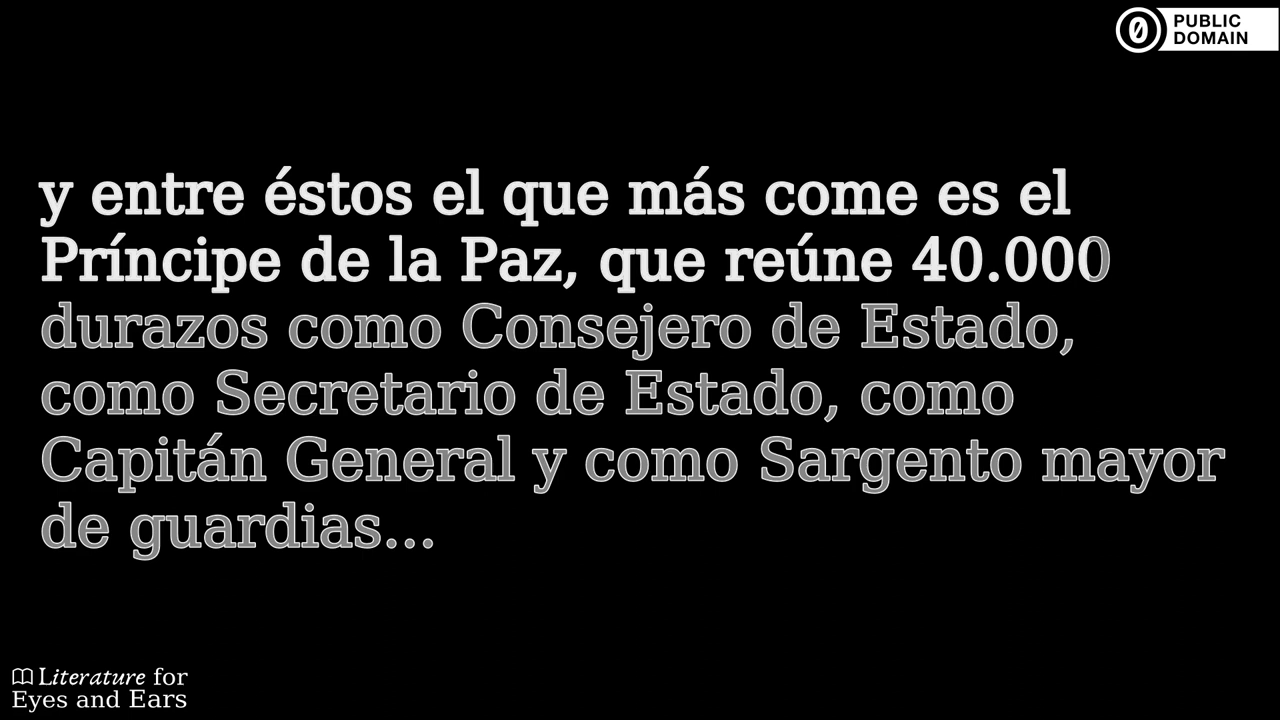 PUBLIC
DOMAIN
y entre éstos el que más come es el
Príncipe de la Paz, que reúne 40.000
durazos como Consejero de Estado,
como Secretario de Estado, como
Capitán General y como Sargento mayor
de guardias...
Literature for
Eyes and Ears